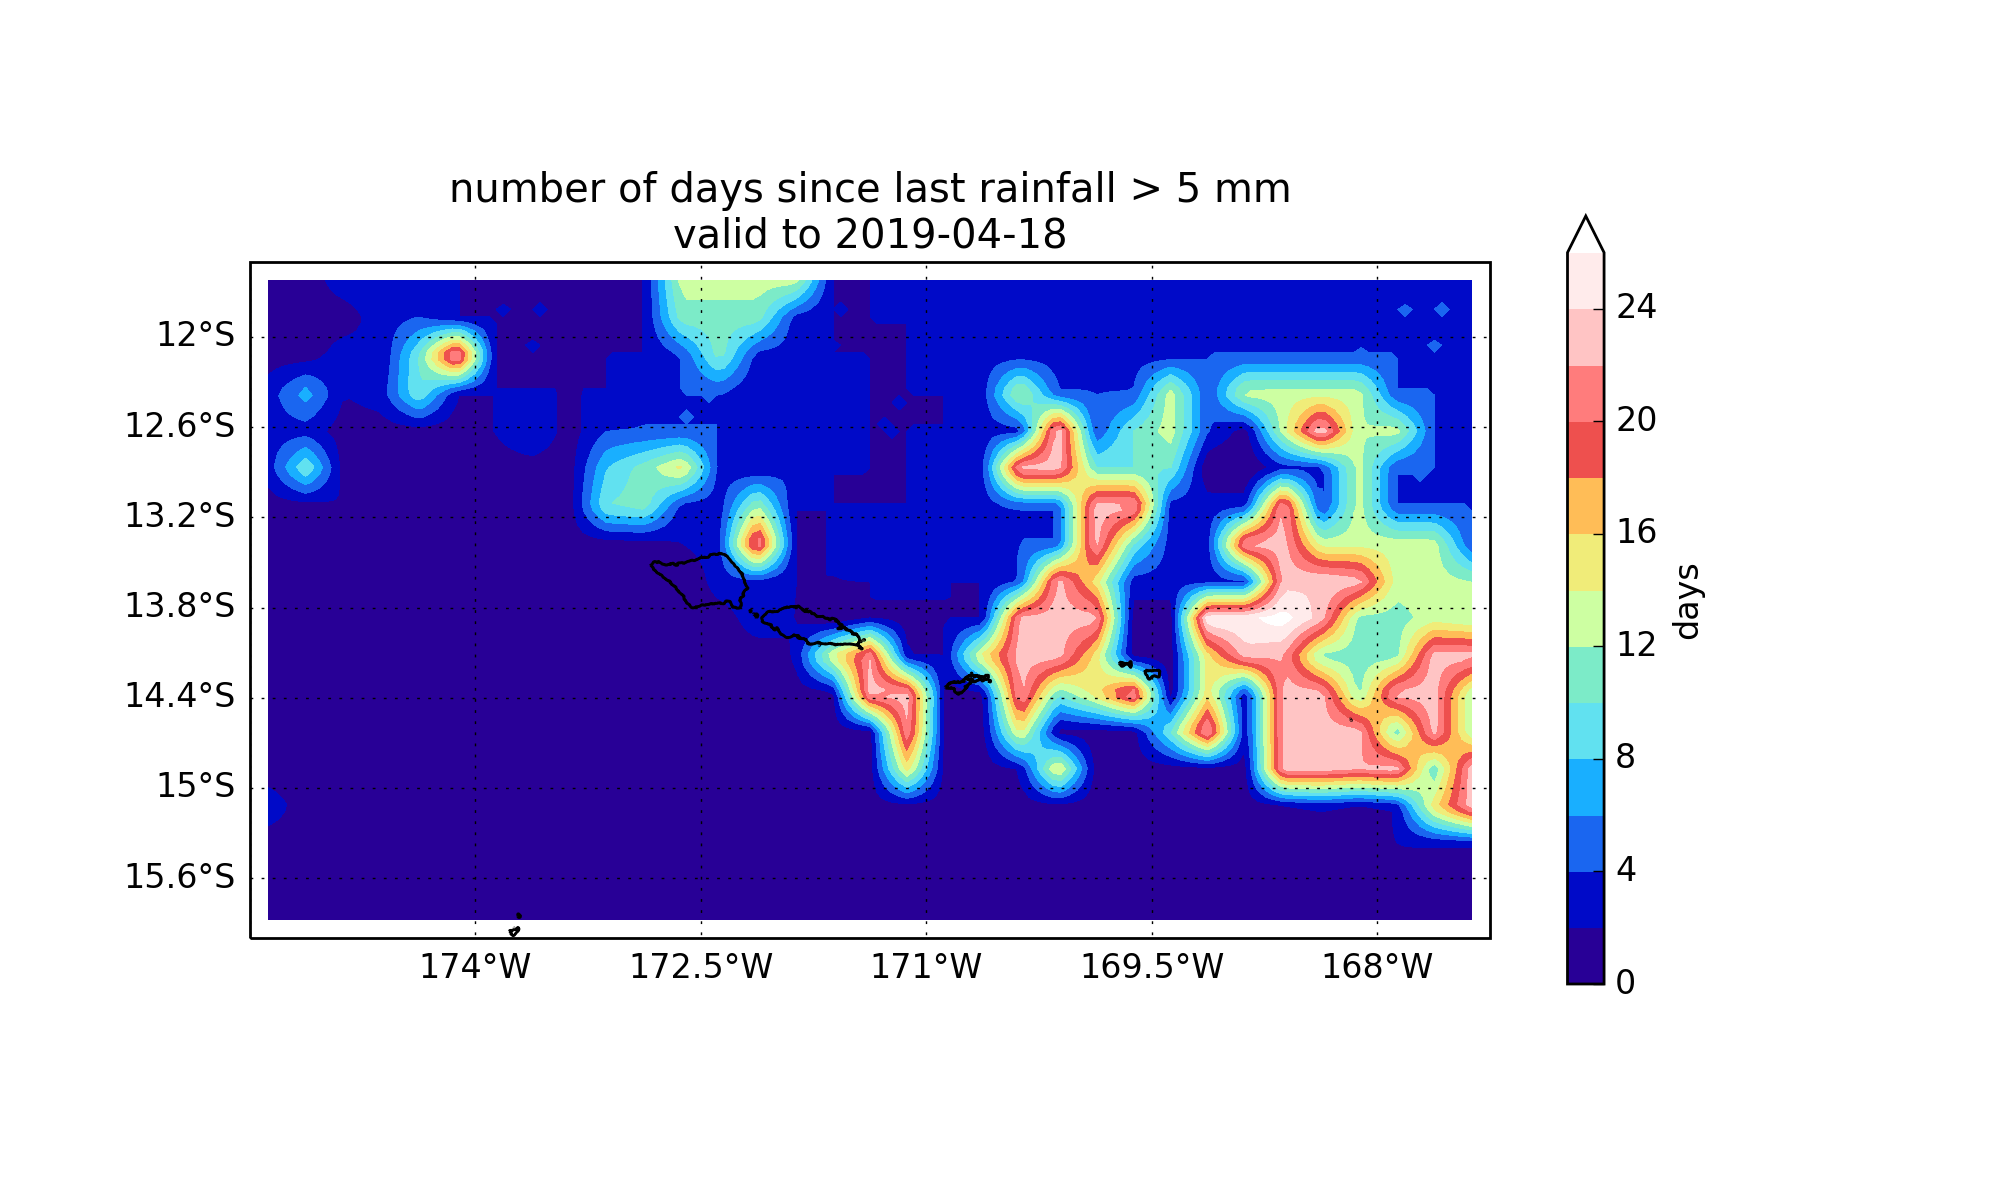 number of days since last rainfall > 5 mm
valid to 2019-04-18
12°S
12.6°S
13.2°S
13.8°S
14.4°S
15°S
15.6°S
174°W 172.5°W 171°W 169.5°W 168°W
24
20
16
12
8
4
0
days